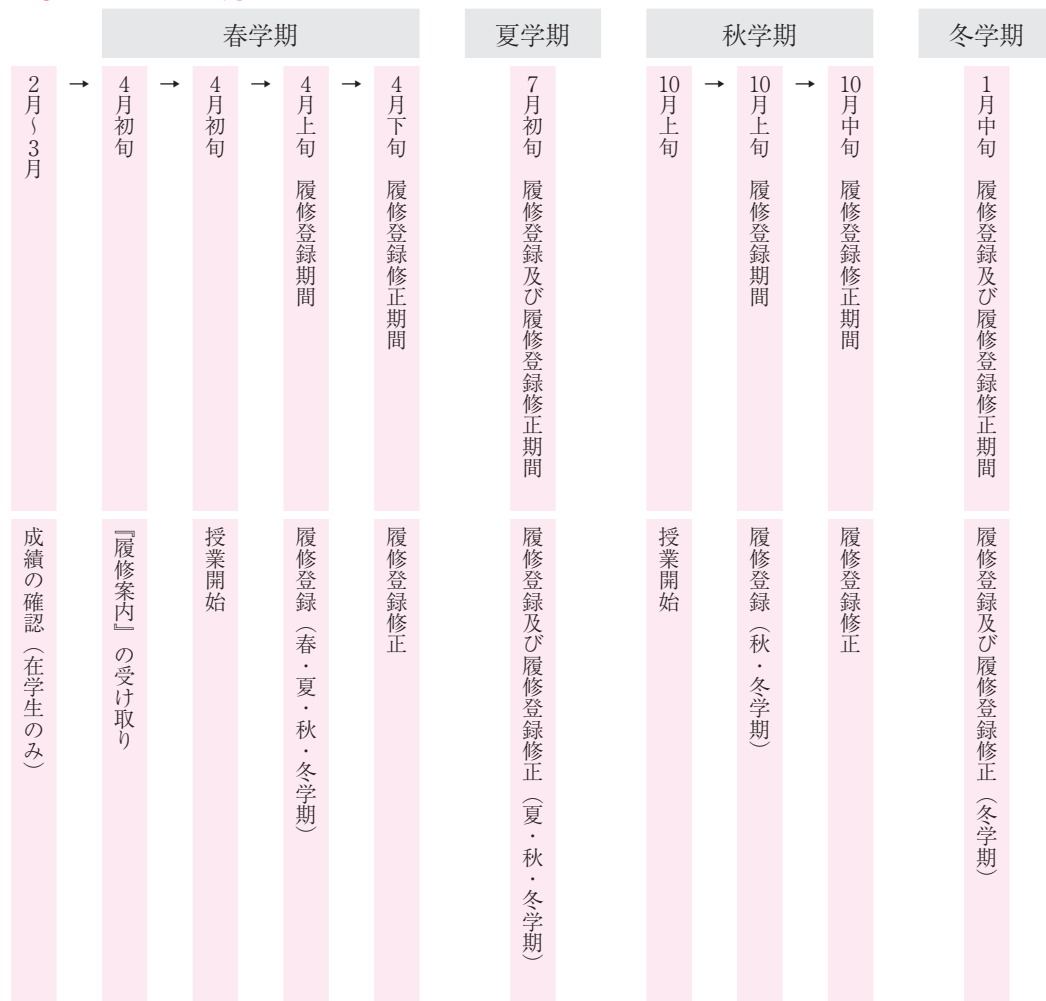 春学期
夏学期
秋学期
冬学期
2月～3月
→
4月初旬
→
4月初旬
→
4月上旬　履修登録期間
→
4月下旬　履修登録修正期間
7月初旬　履修登録及び履修登録修正期間
10月上旬
→
10月上旬　履修登録期間
→
10月中旬　履修登録修正期間
1月中旬　履修登録及び履修登録修正期間
成績の確認（在学生のみ）
『履修案内』の受け取り
授業開始
履修登録（春・夏・秋・冬学期）
履修登録修正
履修登録及び履修登録修正（夏・秋・冬学期）
授業開始
履修登録（秋・冬学期）
履修登録修正
履修登録及び履修登録修正（冬学期）